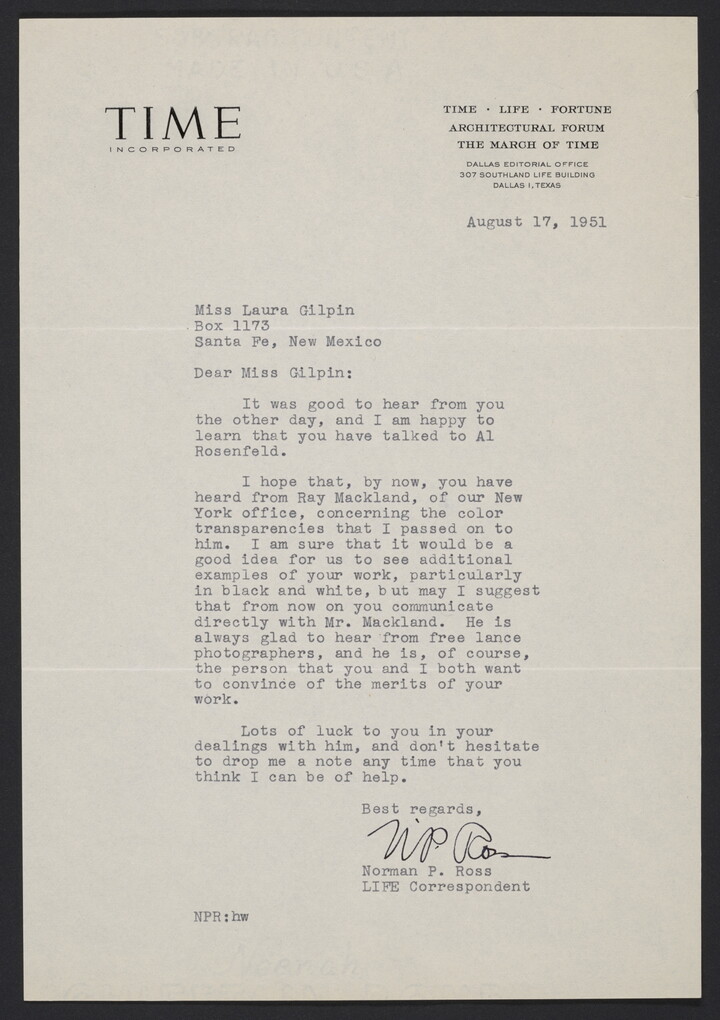 TIME
INCORPORATED
TIME · LIFE · FORTUNE
ARCHITECTURAL FORUM
THE MARCH OF TIME
DALLAS EDITORIAL OFFICE
307 SOUTHLAND LIFE BUILDING
DALLAS 1, TEXAS
August 17, 1951
Miss Laura Gilpin
Box 1173
Santa Fe, New Mexico
Dear Miss Gilpin:
It was good to hear from you
the other day, and I am happy to
learn that you have talked to Al
Rosenfeld.
I hope that, by now, you have
heard from Ray Mackland, of our New
York office, concerning the color
transparencies that I passed on to
him. I am sure that it would be a
good idea for us to see additional
examples of your work, particularly
in black and white, but may I suggest
that from now on you communicate
directly with Mr. Mackland. He is
always glad to hear from free lance
photographers, and he is, of course,
the person that you and I both want
to convince of the merits of your
work.
Lots of luck to you in your
dealings with him, and don't hesitate
to drop me a note any time that you
think I can be of help.
Best regards,
N.P. Ross
Norman P. Ross
LIFE Correspondent
NPR:hw